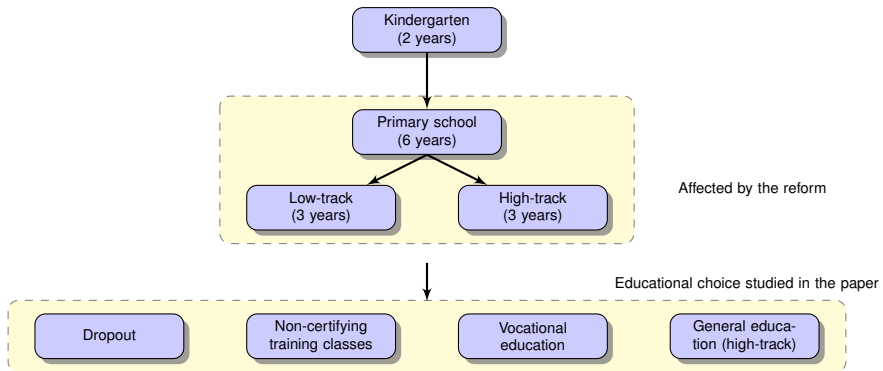 Kindergarten
(2 years)
Primary school
(6 years)
Low-track
(3 years)
High-track
(3 years)
Affected by the reform
Educational choice studied in the paper
Dropout
Non-certifying
training classes
Vocational
education
General educa-
tion (high-track)